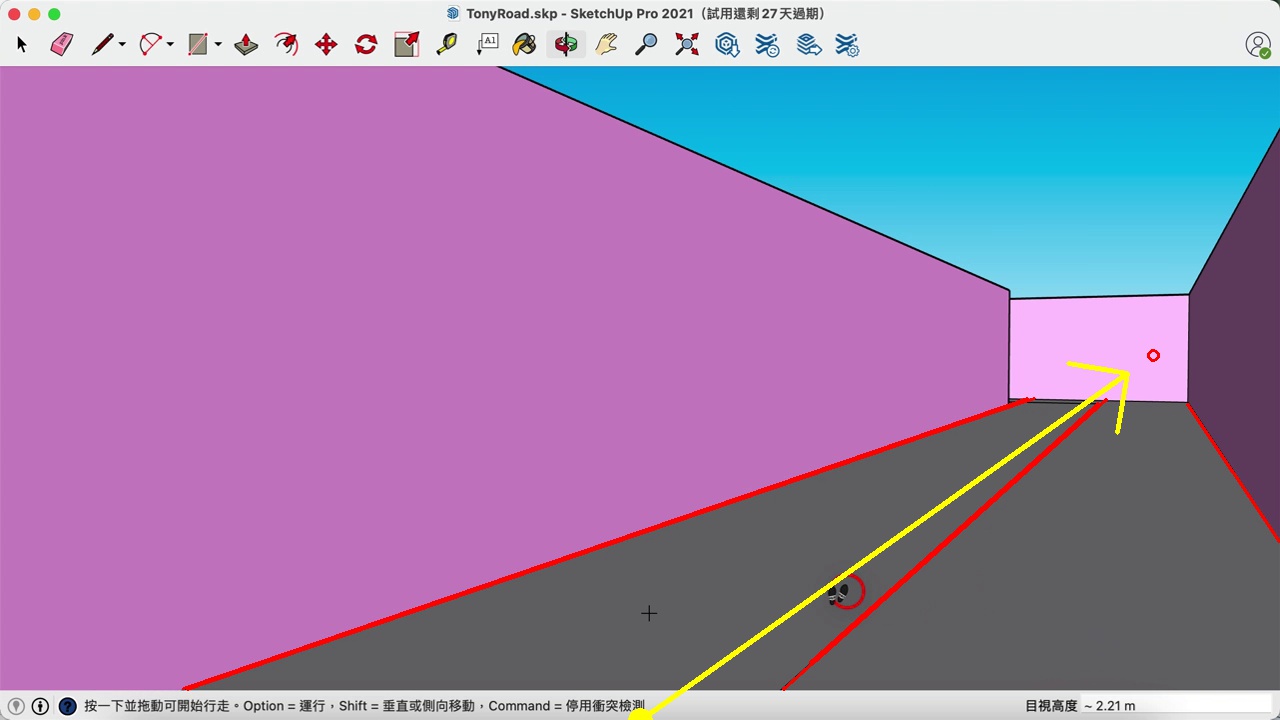 TonyRoad.skp - SketchUp Pro 2021（試用還剩 27 天過期）
A1
按一下並拖動可開始行走。Option = 運行，Shift = 垂直或側向移動，Command = 停用衝突檢測
目視高度 ~ 2.21 m